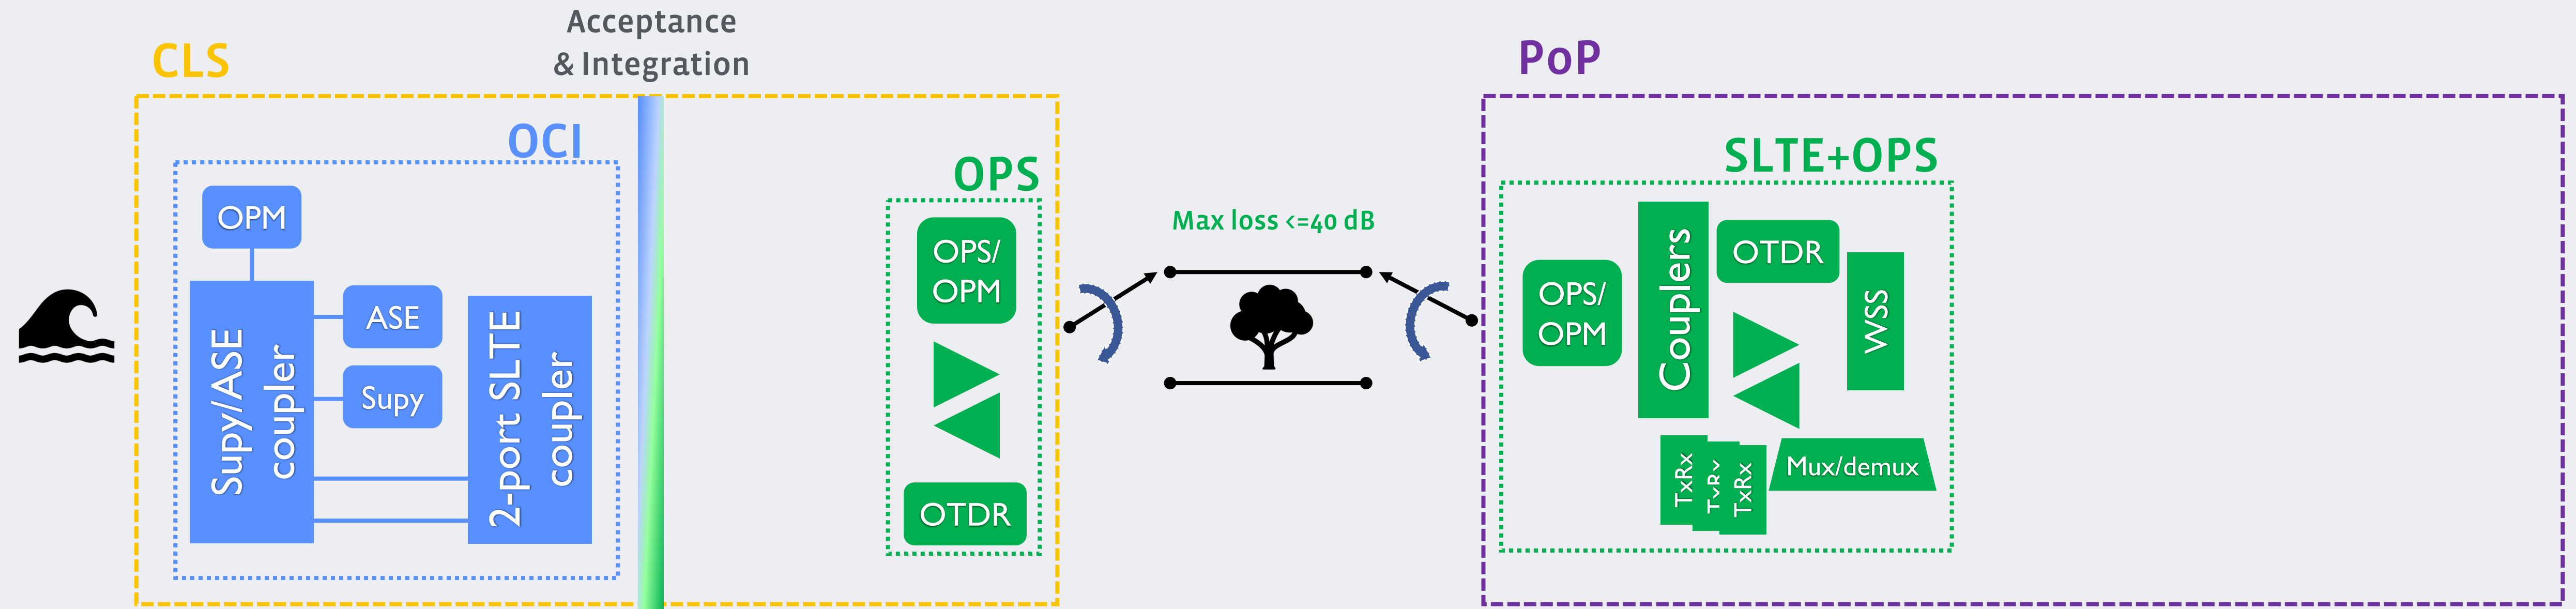 Acceptance
& Integration
CLS
PoP
OCI
OPM
Supy/ASE
coupler
ASE
Supy
2-port SLTE
coupler
OPS
OPS/
OPM
OTDR
Max loss <=40 dB
SLTE+OPS
OPS/
OPM
Couplers
OTDR
WSS
TxRx
TxRx
TxRx
Mux/demux